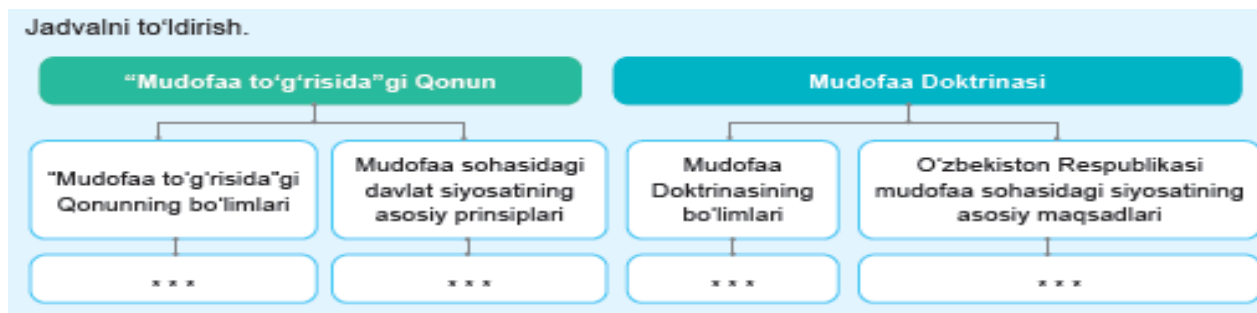 Jadvalni to‘ldirish.
“Mudofaa to‘g‘risida”gi Qonun
Mudofaa Doktrinasi
“Mudofaa to‘g‘risida”gi
Qonunning bo‘limlari
Mudofaa sohasidagi
davlat siyosatining
asosiy prinsiplari
Mudofaa
Doktrinasining
bo‘limlari
O‘zbekiston Respublikasi
mudofaa sohasidagi siyosatining
asosiy maqsadlari
* * *
* * *
* * *
* * *